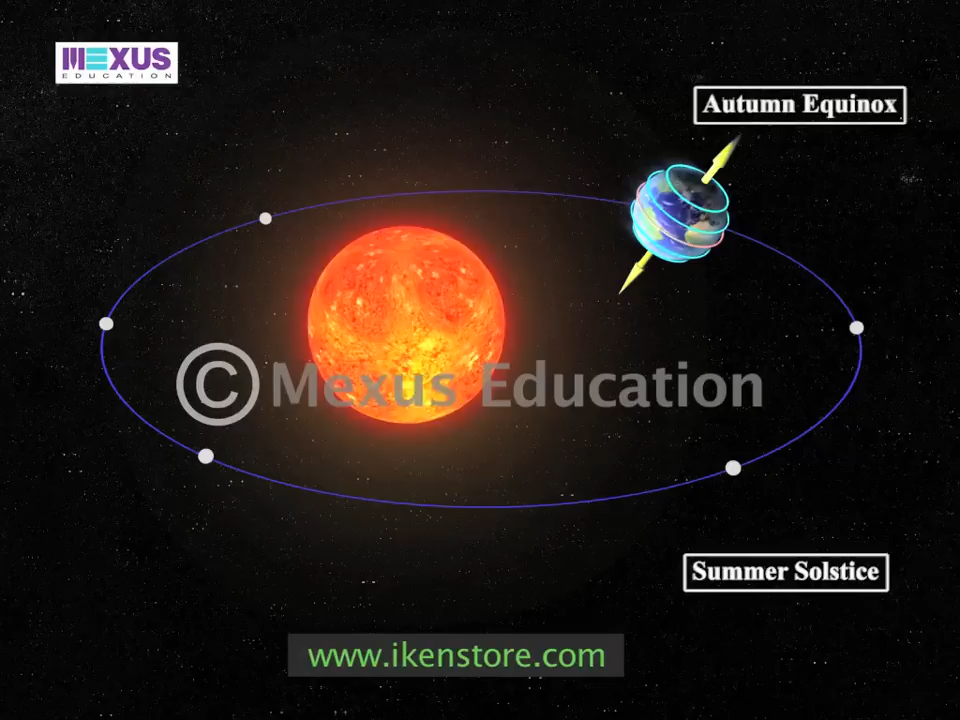 MEXUS
EDUCATION
Autumn Equinox
© Mexus Education
Summer Solstice
www.ikenstore.com